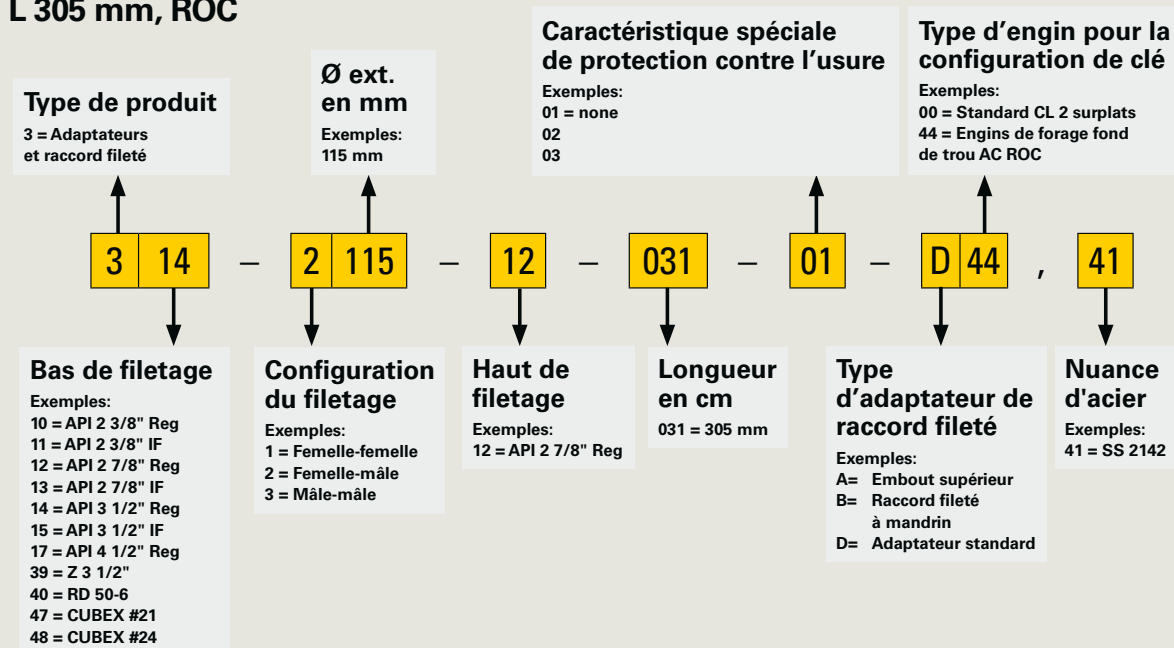 L 305 mm, ROC
Type de produit
3 = Adaptateurs
et raccord fileté
Ø ext.
en mm
Exemples:
115 mm
Caractéristique spéciale
de protection contre l’usure
Exemples:
01 = none
02
03
Type d’engin pour la
configuration de clé
Exemples:
00 = Standard CL 2 surplats
44 = Engins de forage fond
de trou AC ROC
3 14 – 2 115 – 12 – 031 – 01 – D 44 , 41
Bas de filetage
Exemples:
10 = API 2 3/8" Reg
11 = API 2 3/8" IF
12 = API 2 7/8" Reg
13 = API 2 7/8" IF
14 = API 3 1/2" Reg
15 = API 3 1/2" IF
17 = API 4 1/2" Reg
39 = Z 3 1/2"
40 = RD 50-6
47 = CUBEX #21
48 = CUBEX #24
Configuration
du filetage
Exemples:
1 = Femelle-femelle
2 = Femelle-mâle
3 = Mâle-mâle
Haut de
filetage
Exemples:
12 = API 2 7/8" Reg
Longueur
en cm
031 = 305 mm
Type
d’adaptateur de
raccord fileté
Exemples:
A= Embout supérieur
B= Raccord fileté
à mandrin
D= Adaptateur standard
Nuance
d'acier
Exemples:
41 = SS 2142